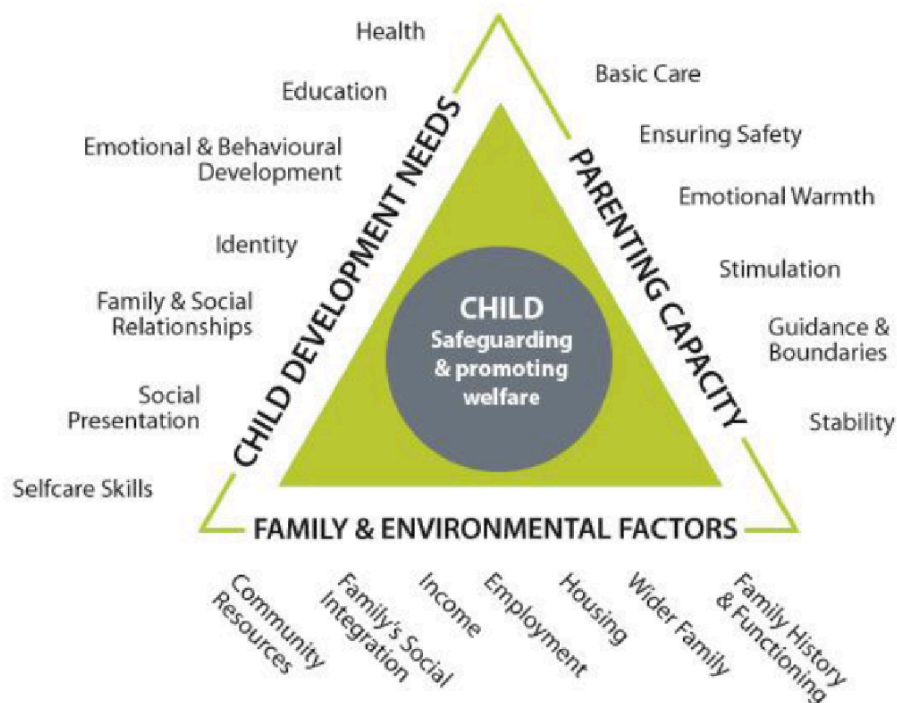 Health
Education
Emotional & Behavioural
Development
Identity
Family & Social
Relationships
Social
Presentation
Selfcare Skills
CHILD DEVELOPMENT NEEDS
CHILD
Safeguarding
& promoting
welfare
PARENTING CAPACITY
Basic Care
Ensuring Safety
Emotional Warmth
Stimulation
Guidance &
Boundaries
Stability
FAMILY & ENVIRONMENTAL FACTORS
Community
Resources
Family's Social
Integration
Income
Employment
Housing
Wider Family
Family History
& Functioning